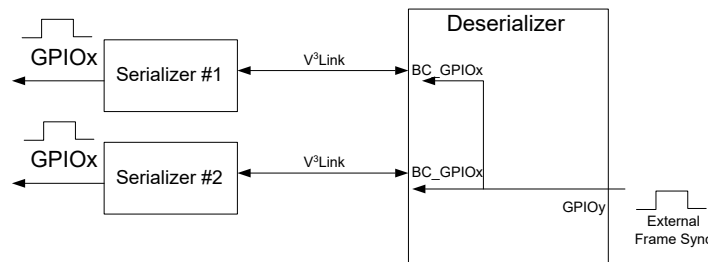 Deserializer
GPIOx
Serializer #1
V³Link
BC_GPIOx
GPIOx
Serializer #2
V³Link
BC_GPIOx
GPIOy
External
Frame Sync